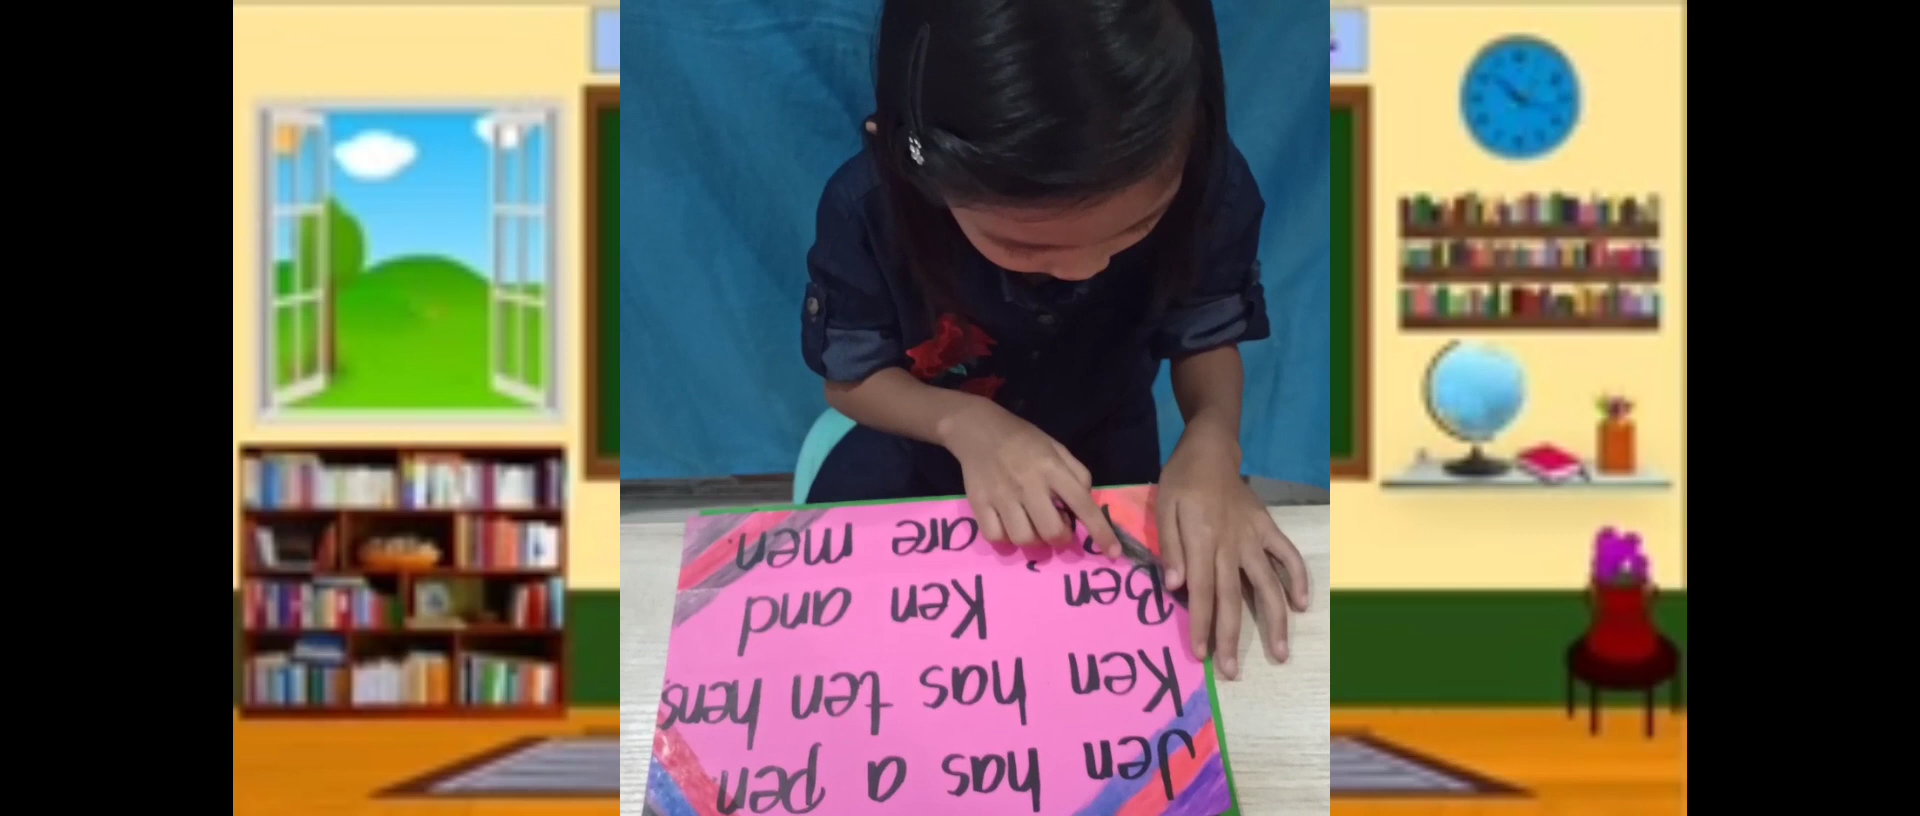 Jen has a pen.
Ken has ten hens
Ben, Ken and
are men.